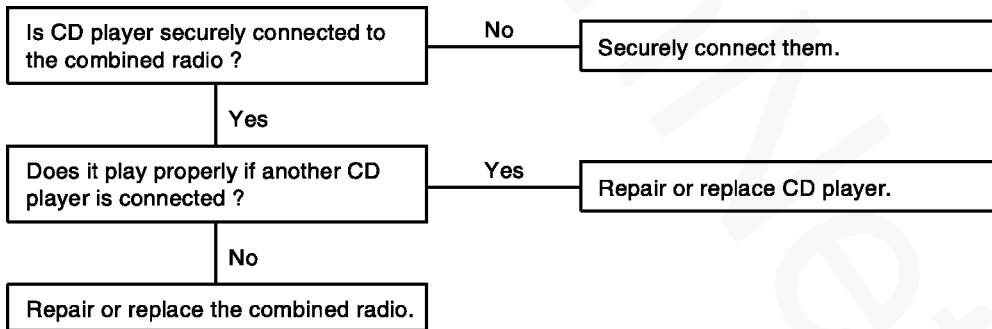 Is CD player securely connected to
the combined radio ?
No
Securely connect them.
Yes
Does it play properly if another CD
player is connected ?
Yes
Repair or replace CD player.
No
Repair or replace the combined radio.